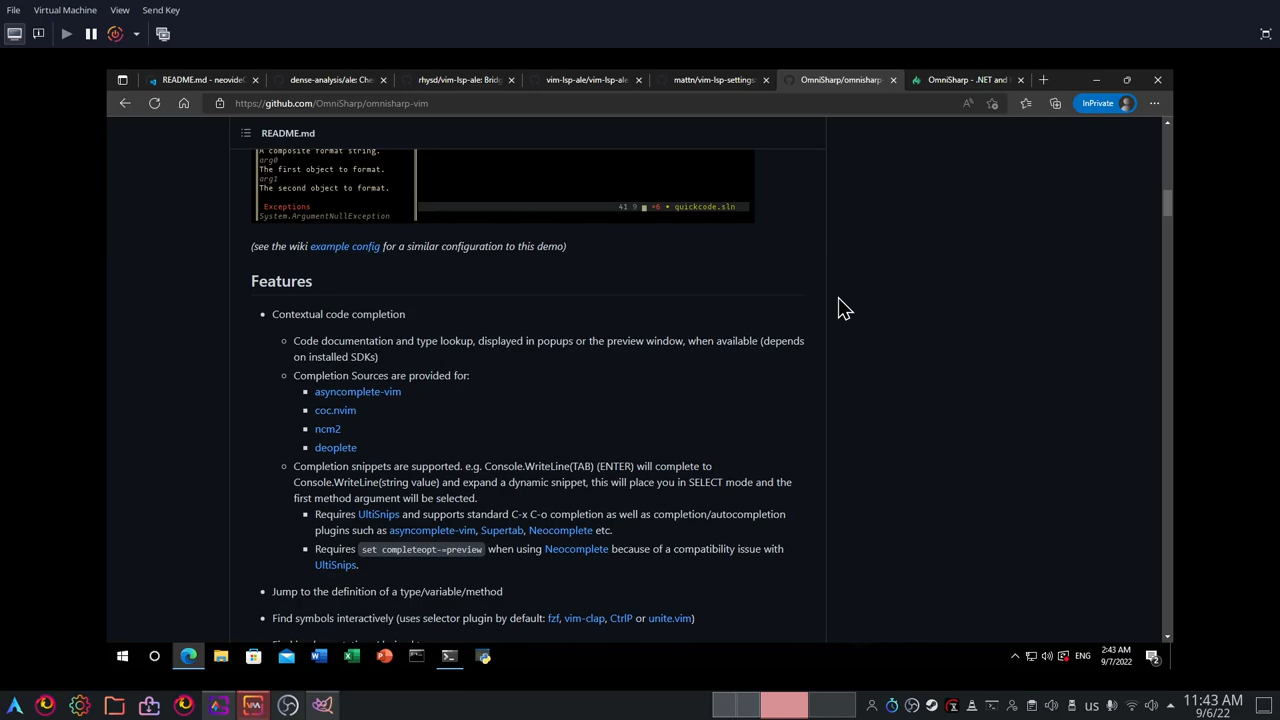 File Virtual Machine View Send Key
README.md - neovide dense-analysis/ale: Che rhysd/vim-lsp-ale: Bridg vim-lsp-ale/vim-lsp-ale. mattn/vim-lsp-settings OmniSharp/omnisharp- OmniSharp - .NET and
https://github.com/OmniSharp/omnisharp-vim InPrivate
README.md
A composite format string.
arg0
The first object to format.
arg1
The second object to format.
Exceptions
System.ArgumentNullException
41 9 +6 • quickcode.sln
(see the wiki example config for a similar configuration to this demo)
Features
Contextual code completion
Code documentation and type lookup, displayed in popups or the preview window, when available (depends
on installed SDKs)
Completion Sources are provided for:
asyncomplete-vim
coc.nvim
ncm2
deoplete
Completion snippets are supported. e.g. Console.WriteLine(TAB) (ENTER) will complete to
Console.WriteLine(string value) and expand a dynamic snippet, this will place you in SELECT mode and the
first method argument will be selected.
Requires UltiSnips and supports standard C-x C-o completion as well as completion/autocompletion
plugins such as asyncomplete-vim, Supertab, Neocomplete etc.
Requires set completeopt-=preview when using Neocomplete because of a compatibility issue with
UltiSnips.
Jump to the definition of a type/variable/method
Find symbols interactively (uses selector plugin by default: fzf, vim-clap, CtrlP or unite.vim)
ENG
2:43 AM
9/7/2022
2
us
11:43 AM
9/6/22